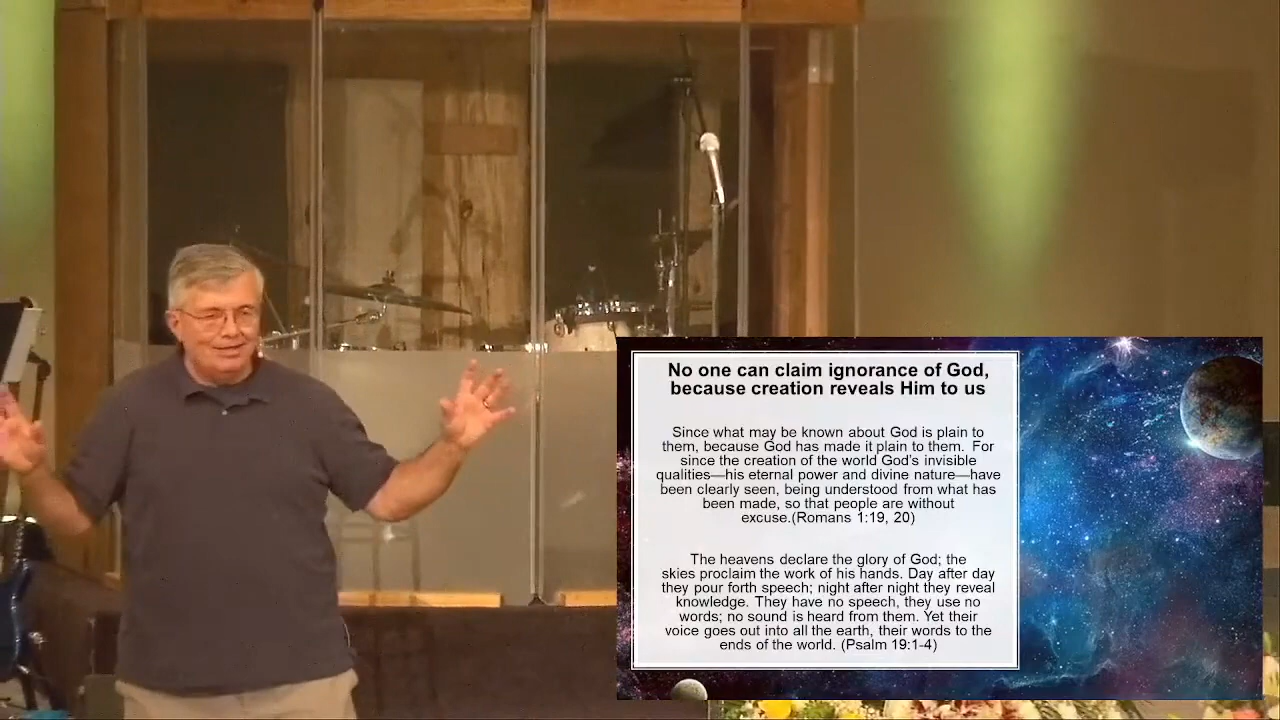 No one can claim ignorance of God,
because creation reveals Him to us
Since what may be known about God is plain to
them, because God has made it plain to them.  For
since the creation of the world God's invisible
qualities—his eternal power and divine nature—have
been clearly seen, being understood from what has
been made, so that people are without
excuse.(Romans 1:19, 20)
The heavens declare the glory of God; the
skies proclaim the work of his hands. Day after day
they pour forth speech; night after night they reveal
knowledge. They have no speech, they use no
words; no sound is heard from them. Yet their
voice goes out into all the earth, their words to the
ends of the world. (Psalm 19:1-4)